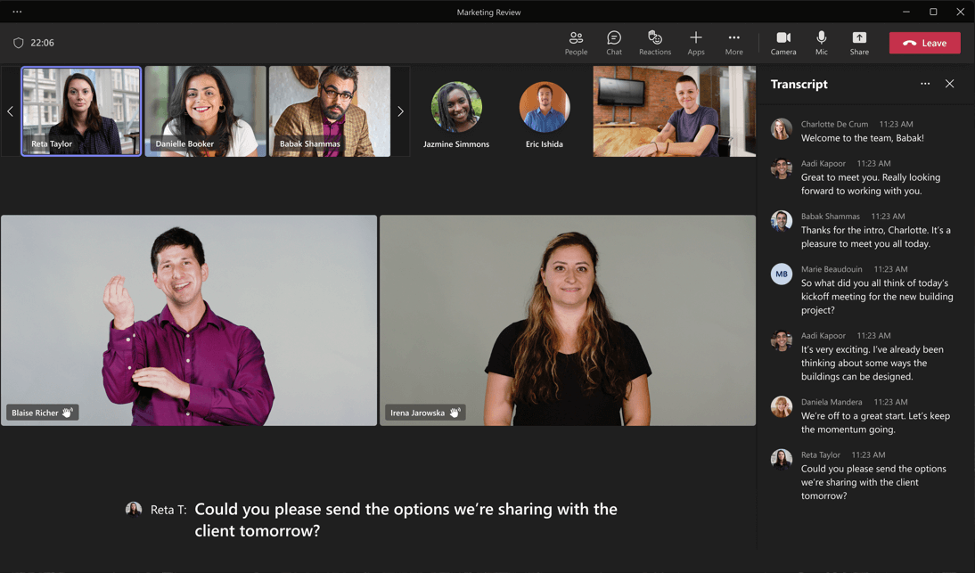 Marketing Review
22:06
People
Chat
Reactions
Apps
More
Camera
Mic
Share
Leave
Reta Taylor
Danielle Booker
Babak Shammas
Jazmine Simmons
Eric Ishida
Blaise Richer
Irena Jarowska
Reta T: Could you please send the options we're sharing with the
client tomorrow?
Transcript
Charlotte De Crum 11:23 AM
Welcome to the team, Babak!
Aadi Kapoor 11:23 AM
Great to meet you. Really looking
forward to working with you.
Babak Shammas 11:23 AM
Thanks for the intro, Charlotte. It's a
pleasure to meet you all today.
MB
Marie Beaudouin 11:23 AM
So what did you all think of today's
kickoff meeting for the new building
project?
Aadi Kapoor 11:23 AM
It's very exciting. I've already been
thinking about some ways the
buildings can be designed.
Daniela Mandera 11:23 AM
We're off to a great start. Let's keep
the momentum going.
Reta Taylor 11:23 AM
Could you please send the options
we're sharing with the client
tomorrow?